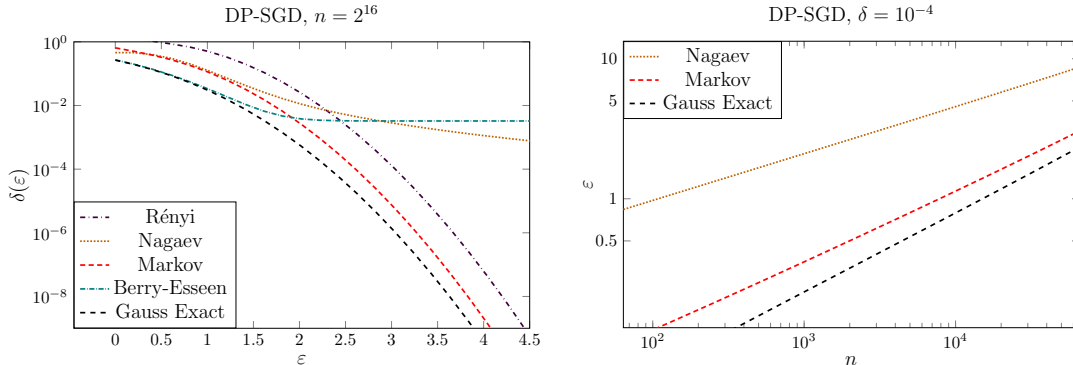 DP-SGD, n = 2^16
10^0
10^−2
10^−4
10^−6
10^−8
δ(ε)
Rényi
Nagaev
Markov
Berry-Esseen
Gauss Exact
0 0.5 1 1.5 2 2.5 3 3.5 4 4.5
ε
DP-SGD, δ = 10^−4
10
5
1
0.5
ε
Nagaev
Markov
Gauss Exact
10^2 10^3 10^4
n